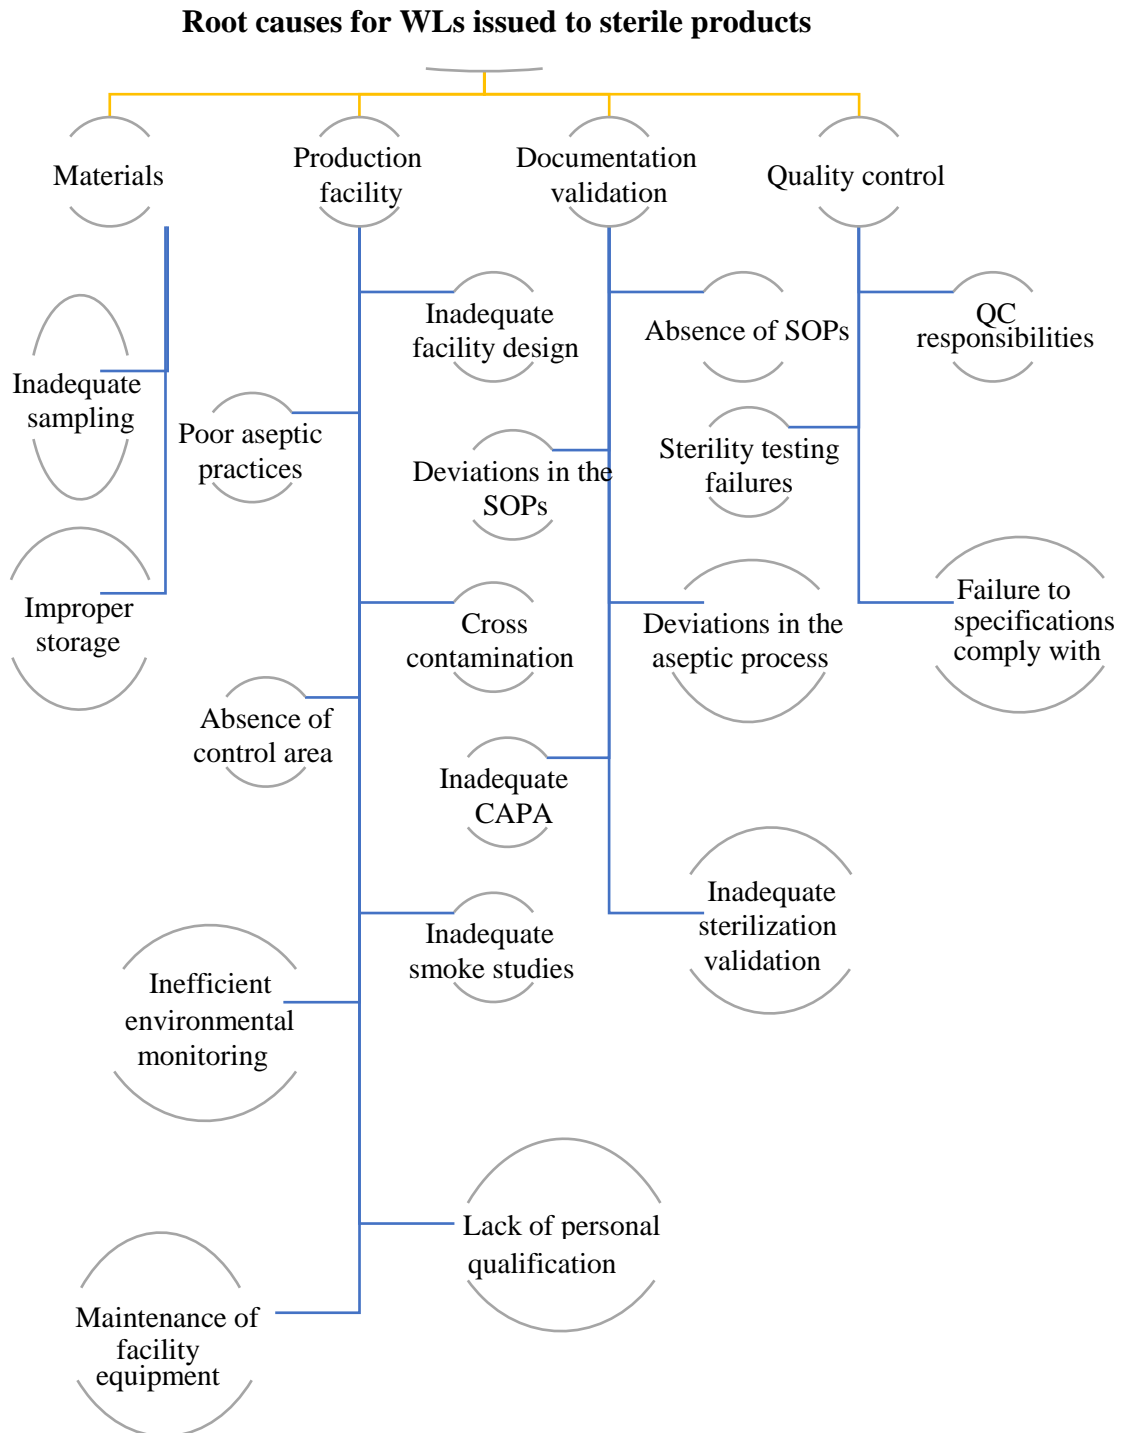 Root causes for WLs issued to sterile products
Materials
Production
facility
Documentation
validation
Quality control
Inadequate
sampling
Improper
storage
Inadequate
facility design
Poor aseptic
practices
Cross
contamination
Absence of
control area
Inadequate
smoke studies
Inefficient
environmental
monitoring
Lack of personal
qualification
Maintenance of
facility
equipment
Absence of SOPs
Deviations in the
SOPs
Deviations in the
aseptic process
Inadequate
CAPA
Inadequate
sterilization
validation
QC
responsibilities
Sterility testing
failures
Failure to
specifications
comply with